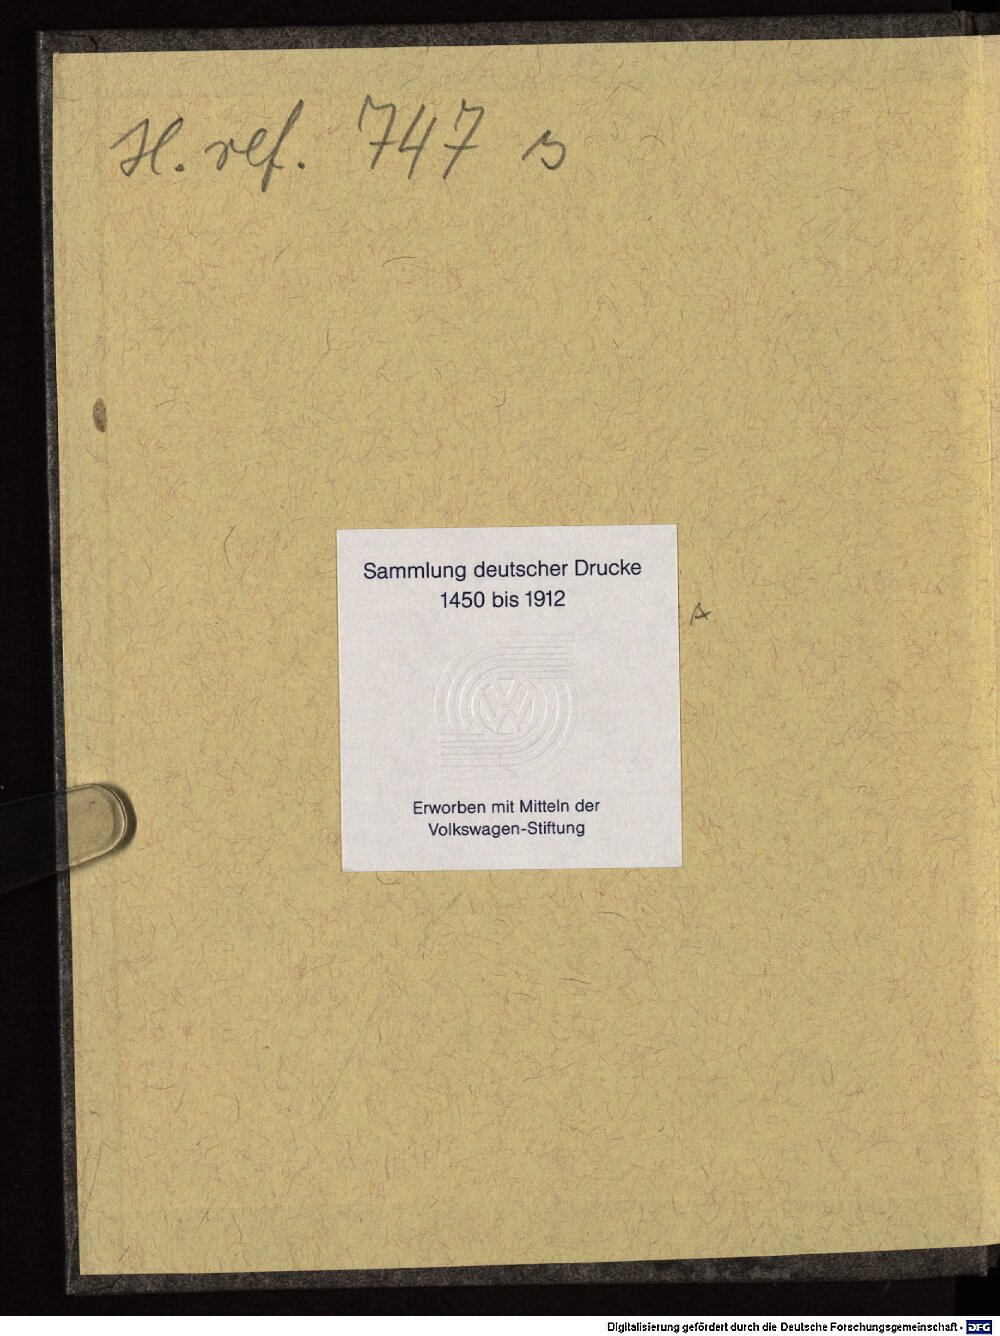 H. ref. 747 s
Sammlung deutscher Drucke
1450 bis 1912
A
VW
Erworben mit Mitteln der
Volkswagen-Stiftung
Digitalisierung gefördert durch die Deutsche Forschungsgemeinschaft - DFG